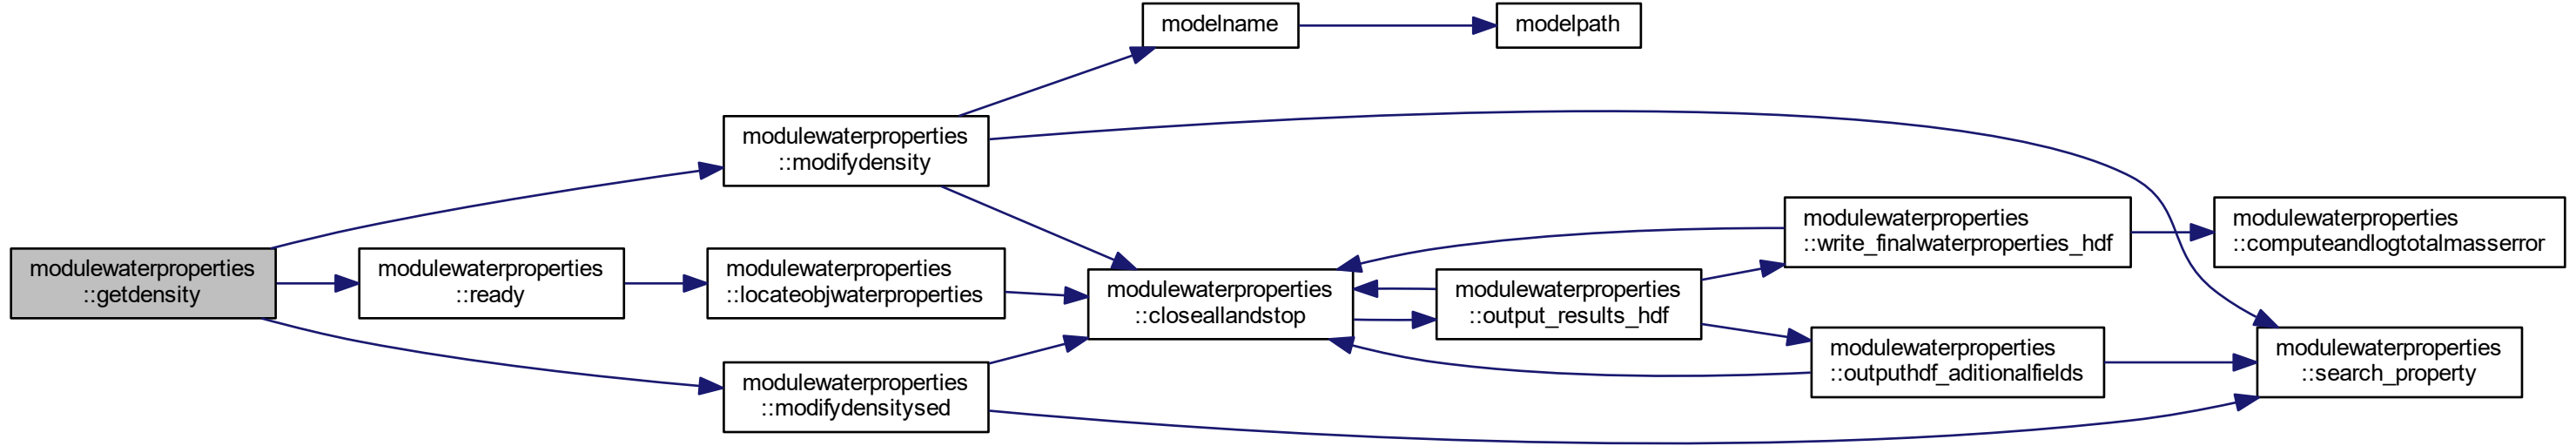 modelname
modelpath
modulewaterproperties
::modifydensity
modulewaterproperties
::write_finalwaterproperties_hdf
modulewaterproperties
::computeandlogtotalmasserror
modulewaterproperties
::getdensity
modulewaterproperties
::ready
modulewaterproperties
::locateobjwaterproperties
modulewaterproperties
::closeallandstop
modulewaterproperties
::output_results_hdf
modulewaterproperties
::outputhdf_aditionalfields
modulewaterproperties
::search_property
modulewaterproperties
::modifydensitysed